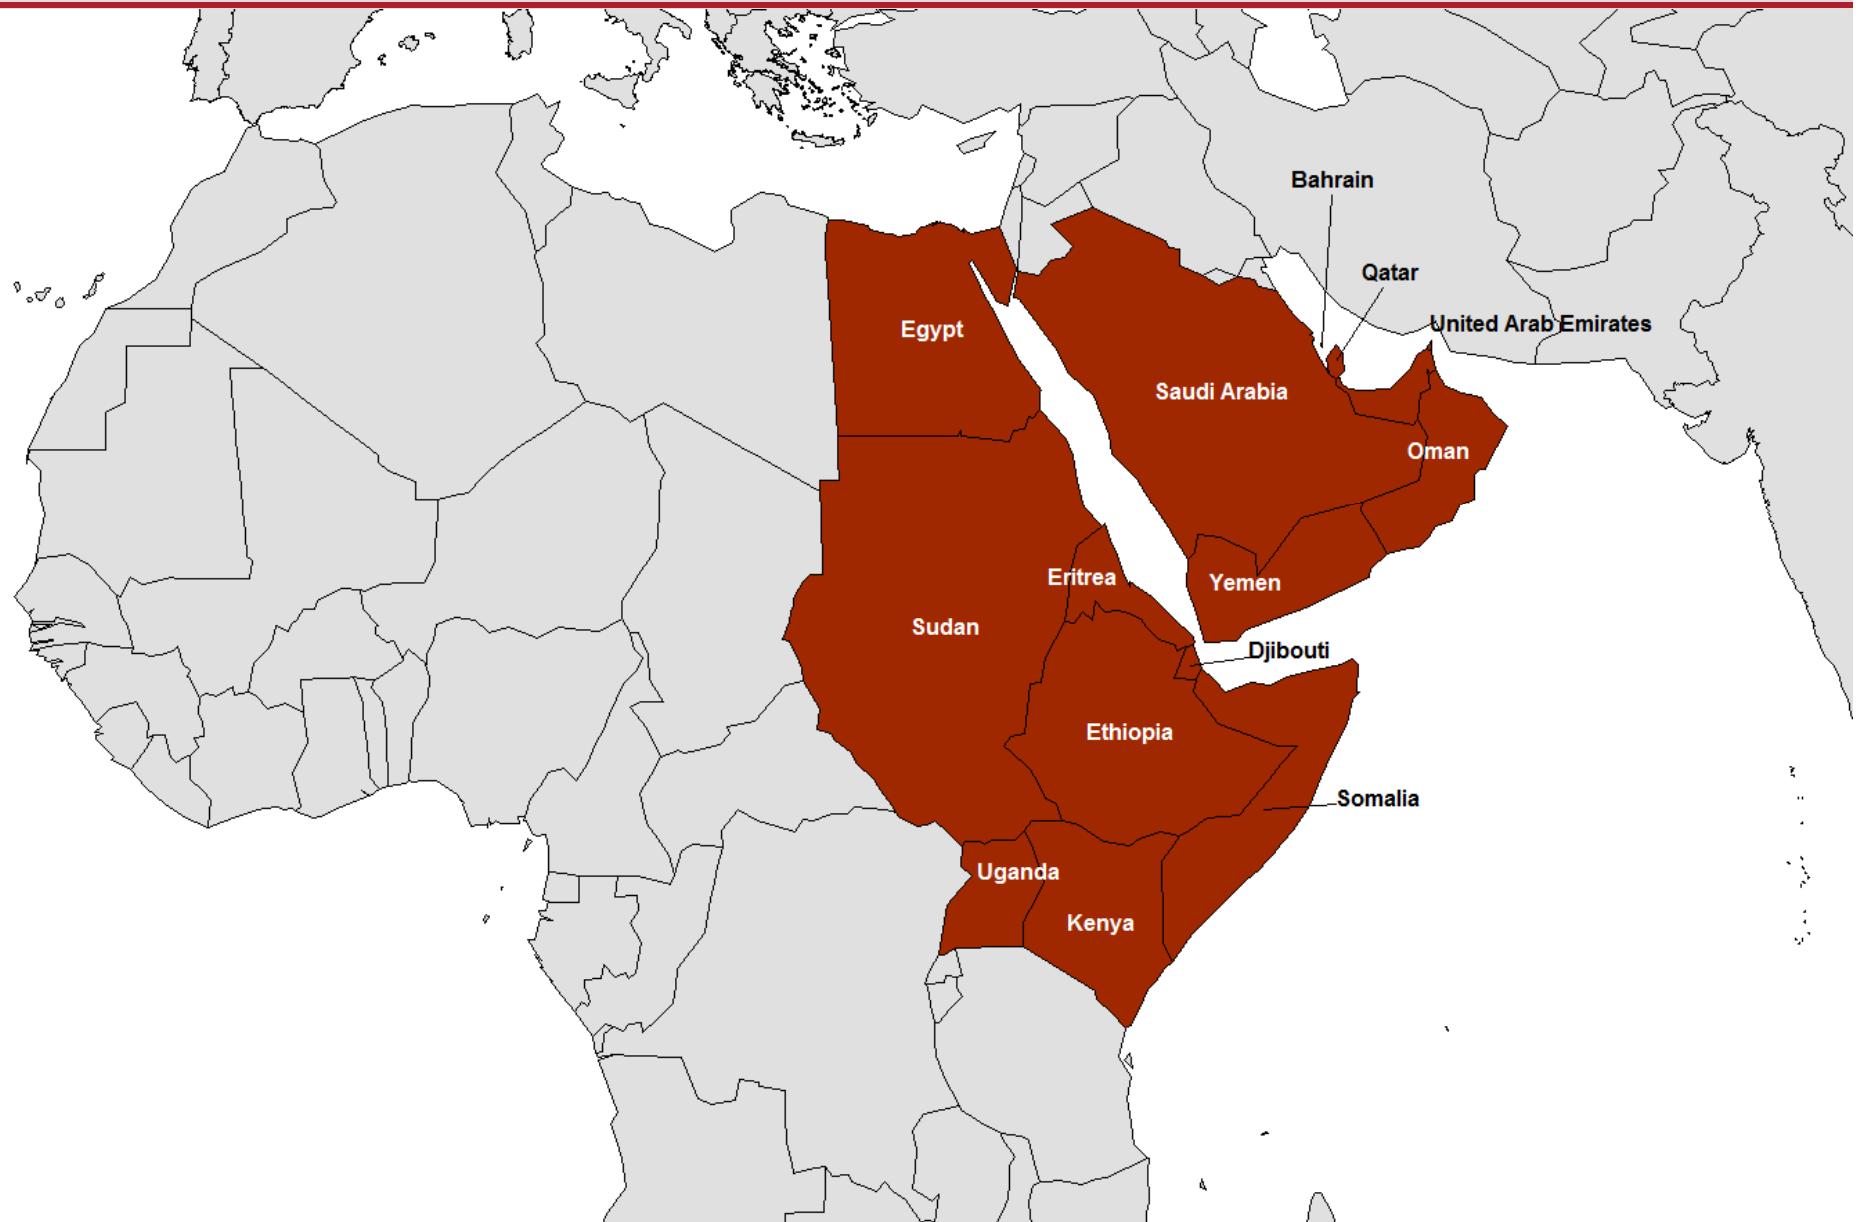 Bahrain
Qatar
United Arab Emirates
Egypt
Saudi Arabia
Oman
Eritrea
Yemen
Sudan
Djibouti
Ethiopia
Somalia
Uganda
Kenya